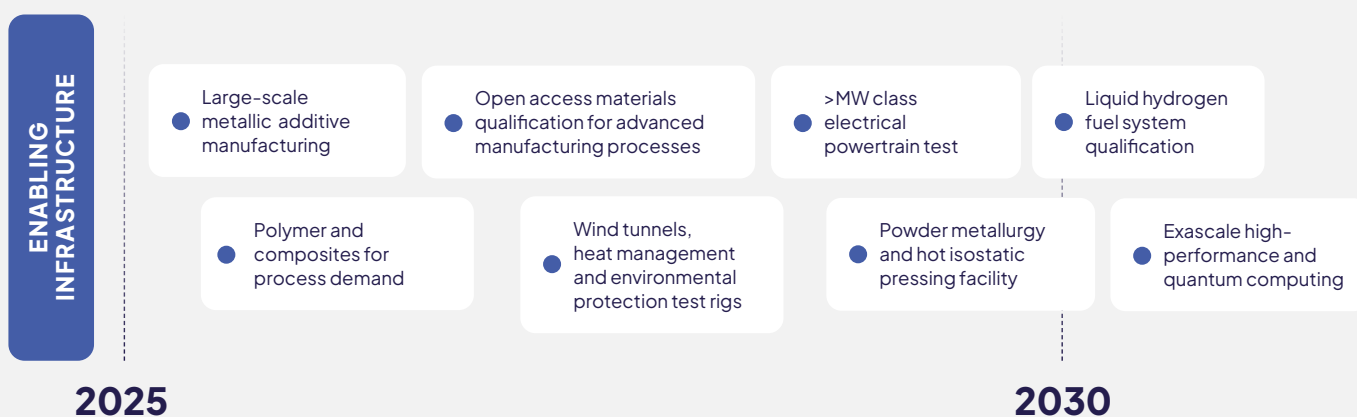 ENABLING
INFRASTRUCTURE
Large-scale
metallic additive
manufacturing
Open access materials
qualification for advanced
manufacturing processes
>MW class
electrical
powertrain test
Liquid hydrogen
fuel system
qualification
Polymer and
composites for
process demand
Wind tunnels,
heat management
and environmental
protection test rigs
Powder metallurgy
and hot isostatic
pressing facility
Exascale high-
performance and
quantum computing
2025
2030